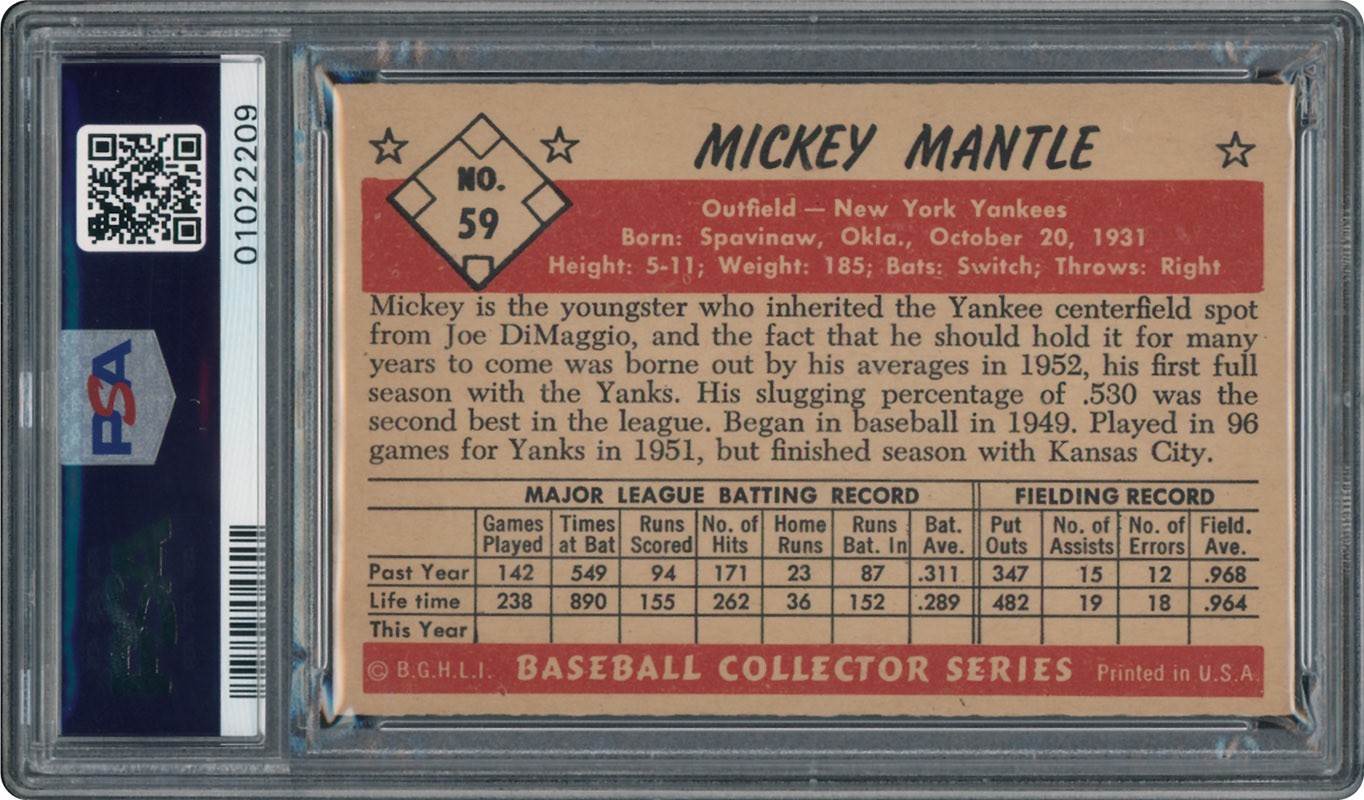 PSA
01022209
NO.
59
MICKEY MANTLE
Outfield — New York Yankees
Born: Spavinaw, Okla., October 20, 1931
Height: 5-11; Weight: 185; Bats: Switch; Throws: Right
Mickey is the youngster who inherited the Yankee centerfield spot
from Joe DiMaggio, and the fact that he should hold it for many
years to come was borne out by his averages in 1952, his first full
season with the Yanks. His slugging percentage of .530 was the
second best in the league. Began in baseball in 1949. Played in 96
games for Yanks in 1951, but finished season with Kansas City.
MAJOR LEAGUE BATTING RECORD FIELDING RECORD
Games Times Runs No. of Home Runs Bat. Put No. of No. of Field.
Played at Bat Scored Hits Runs Bat. In Ave. Outs Assists Errors Ave.
Past Year 142 549 94 171 23 87 .311 347 15 12 .968
Life time 238 890 155 262 36 152 .289 482 19 18 .964
This Year
© B.G.H.L.I. BASEBALL COLLECTOR SERIES Printed in U.S.A.